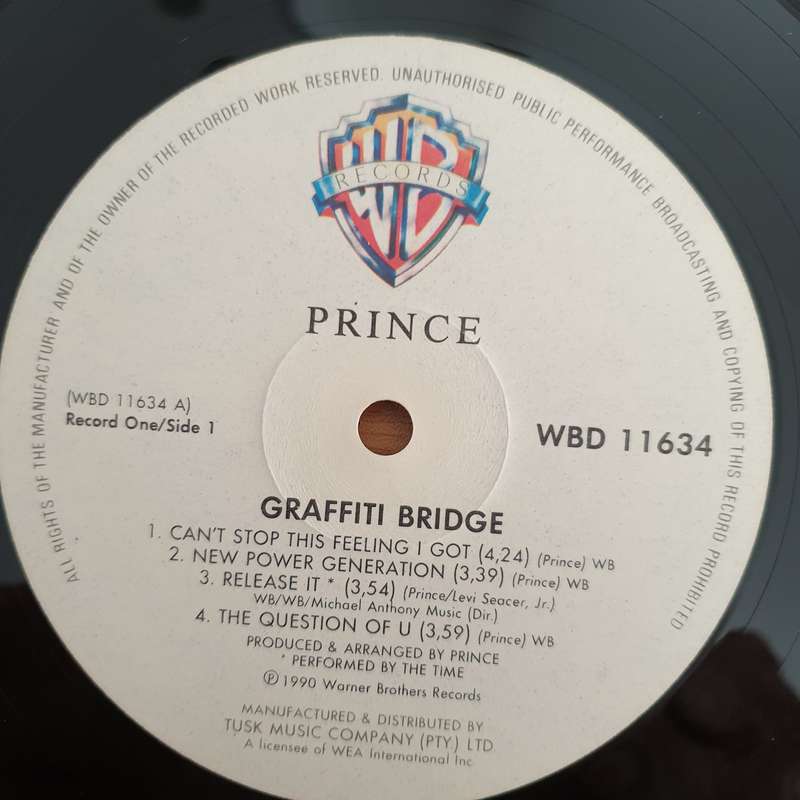 ALL RIGHTS OF THE MANUFACTURER AND OF THE OWNER OF THE RECORDED WORK RESERVED. UNAUTHORISED PUBLIC PERFORMANCE BROADCASTING AND COPYING OF THIS RECORD PROHIBITED
WB
RECORDS
PRINCE
(WBD 11634 A)
Record One/Side 1
WBD 11634
GRAFFITI BRIDGE
1. CAN'T STOP THIS FEELING I GOT (4,24) (Prince) WB
2. NEW POWER GENERATION (3,39) (Prince) WB
3. RELEASE IT * (3,54) (Prince/Levi Seacer, Jr.)
WB/WB/Michael Anthony Music (Dir.)
4. THE QUESTION OF U (3,59) (Prince) WB
PRODUCED & ARRANGED BY PRINCE
* PERFORMED BY THE TIME
℗ 1990 Warner Brothers Records
MANUFACTURED & DISTRIBUTED BY
TUSK MUSIC COMPANY (PTY.) LTD
A licensee of WEA International Inc.